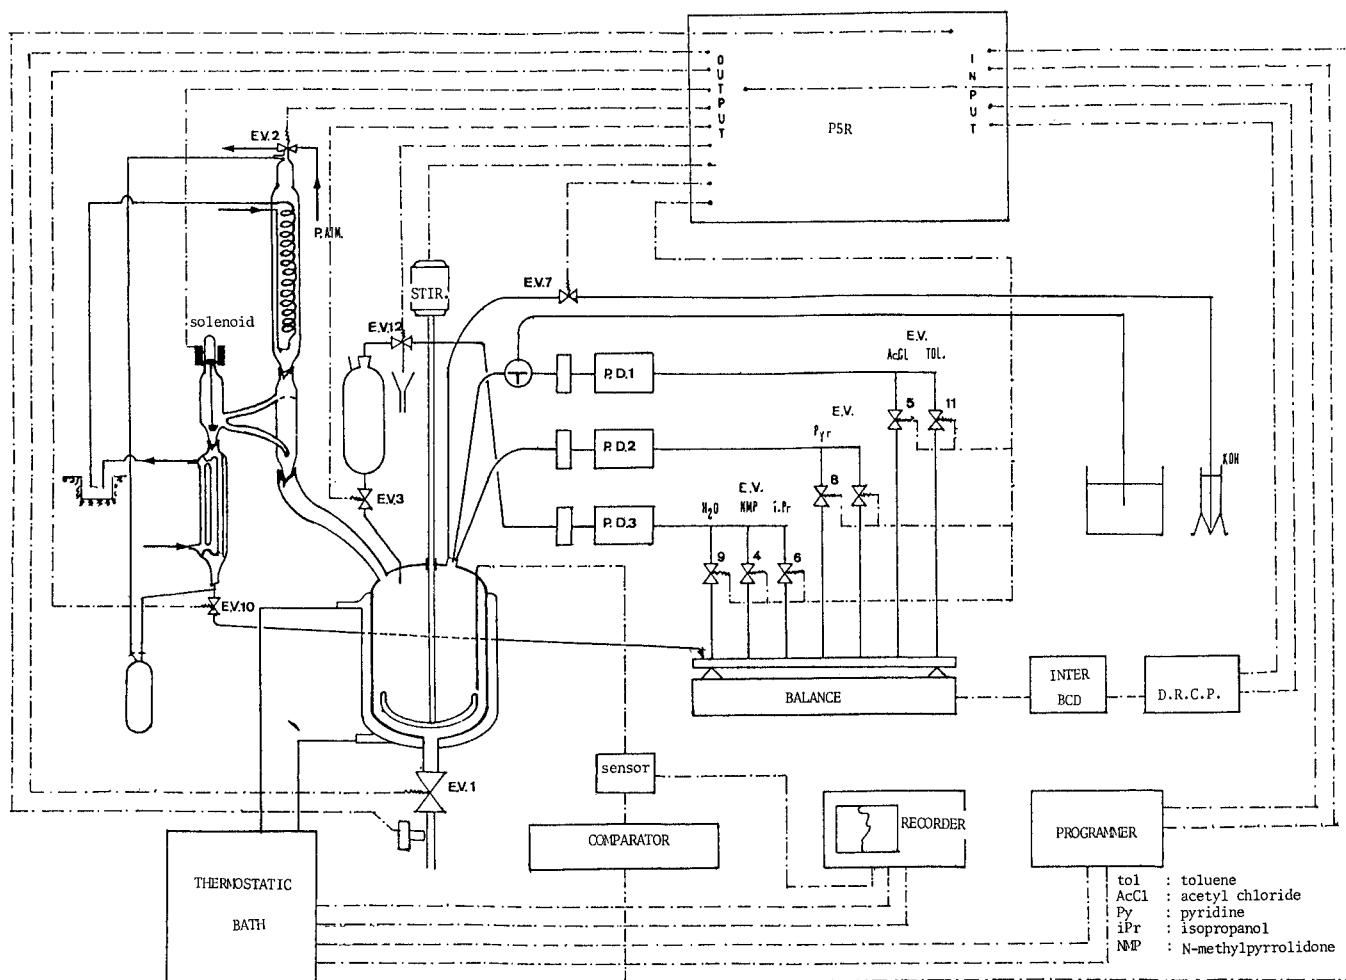 OUTPUT
INPUT
P5R
E.V.2
P.ATM.
solenoid
STIR.
E.V.7
E.V.12
E.V.
AcCl TOL.
P.D.1
5 11
E.V.
Pyr
P.D.2
KOH
E.V.3
8
E.V.
H2O NMP i.Pr
P.D.3
9 4 6
E.V.10
INTER
BCD
D.R.C.P.
BALANCE
sensor
E.V.1
RECORDER
COMPARATOR
PROGRAMMER
THERMOSTATIC
BATH
tol : toluene
AcCl : acetyl chloride
Py : pyridine
iPr : isopropanol
NMP : N-methylpyrrolidone